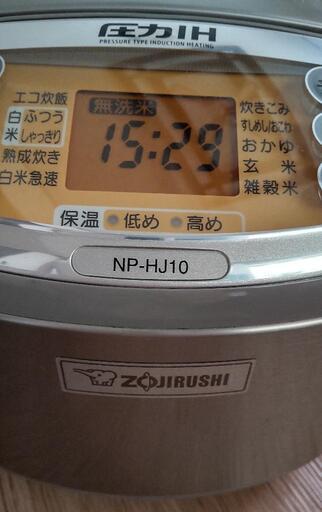 圧力IH
PRESSURE TYPE INDUCTION HEATING
エコ炊飯
白米
ふつう
しゃっきり
熟成炊き
白米急速
無洗米
15:29
炊きこみ
すしめし/おこわ
おかゆ
玄米
雑穀米
保温 低め 高め
NP-HJ10
ZOJIRUSHI